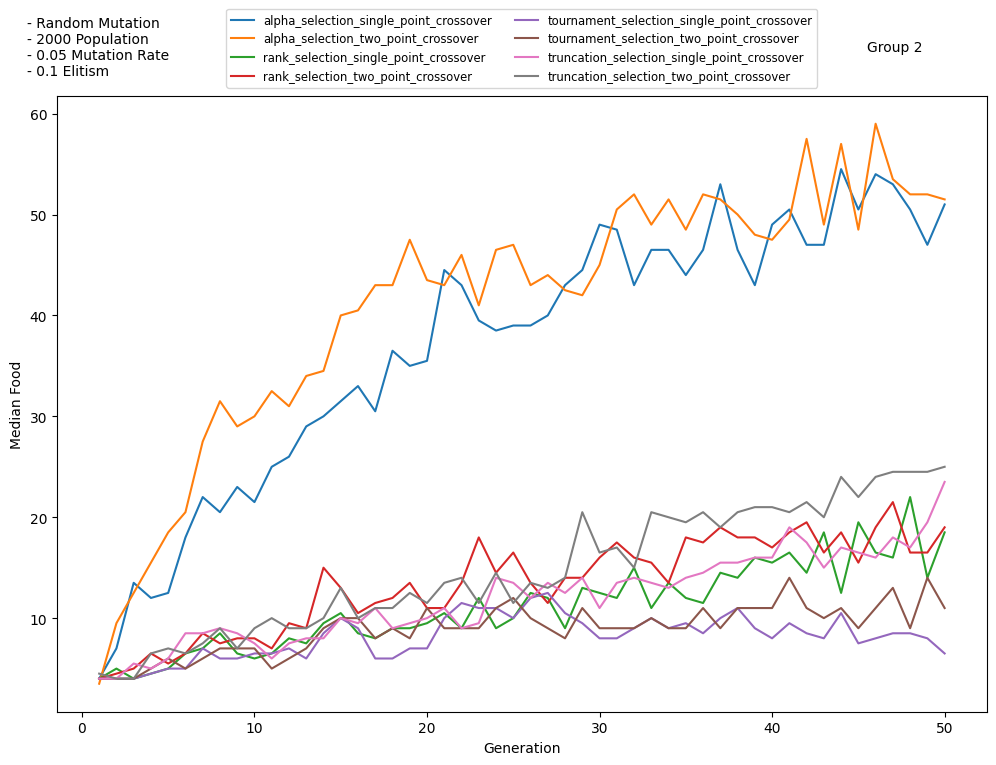 - Random Mutation
- 2000 Population
- 0.05 Mutation Rate
- 0.1 Elitism
alpha_selection_single_point_crossover
alpha_selection_two_point_crossover
rank_selection_single_point_crossover
rank_selection_two_point_crossover
tournament_selection_single_point_crossover
tournament_selection_two_point_crossover
truncation_selection_single_point_crossover
truncation_selection_two_point_crossover
Group 2
Median Food
60
50
40
30
20
10
0
10
20
30
40
50
Generation